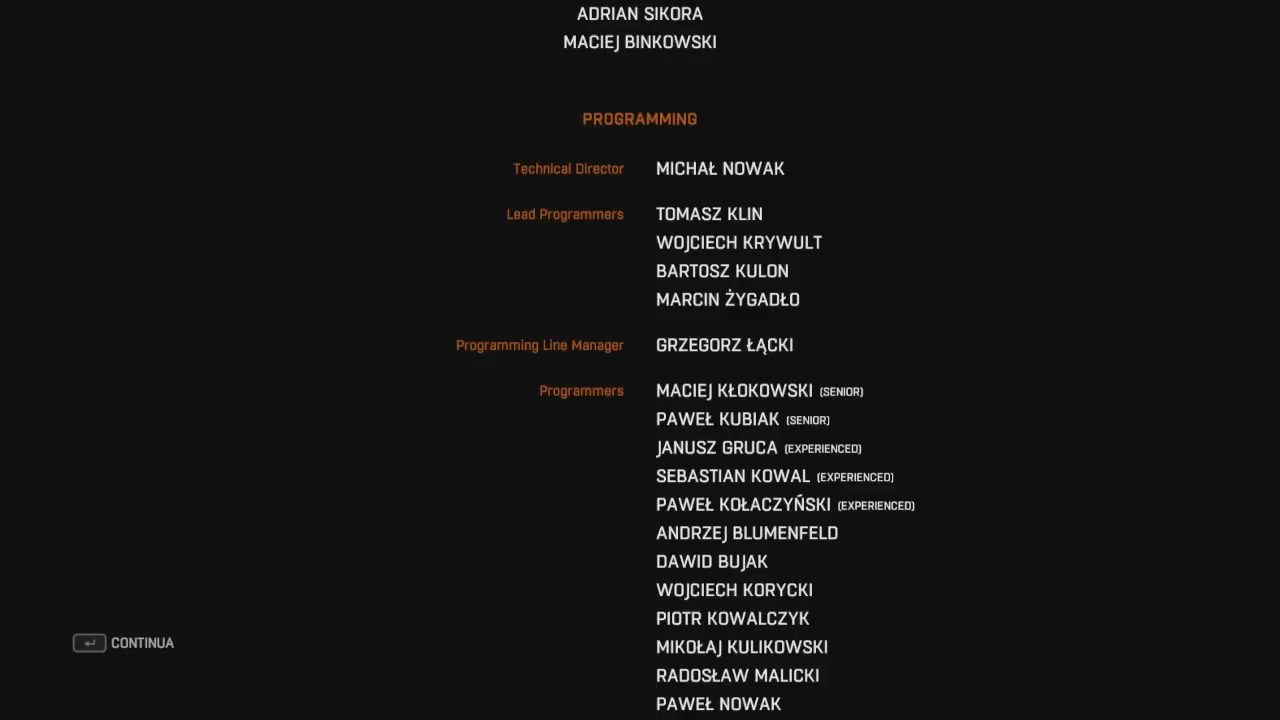 ADRIAN SIKORA
MACIEJ BINKOWSKI
PROGRAMMING
Technical Director MICHAŁ NOWAK
Lead Programmers TOMASZ KLIN
WOJCIECH KRYWULT
BARTOSZ KULON
MARCIN ŻYGADŁO
Programming Line Manager GRZEGORZ ŁĄCKI
Programmers MACIEJ KŁOKOWSKI (SENIOR)
PAWEŁ KUBIAK (SENIOR)
JANUSZ GRUCA (EXPERIENCED)
SEBASTIAN KOWAL (EXPERIENCED)
PAWEŁ KOŁACZYŃSKI (EXPERIENCED)
ANDRZEJ BLUMENFELD
DAWID BUJAK
WOJCIECH KORYCKI
PIOTR KOWALCZYK
CONTINUA
MIKOŁAJ KULIKOWSKI
RADOSŁAW MALICKI
PAWEŁ NOWAK